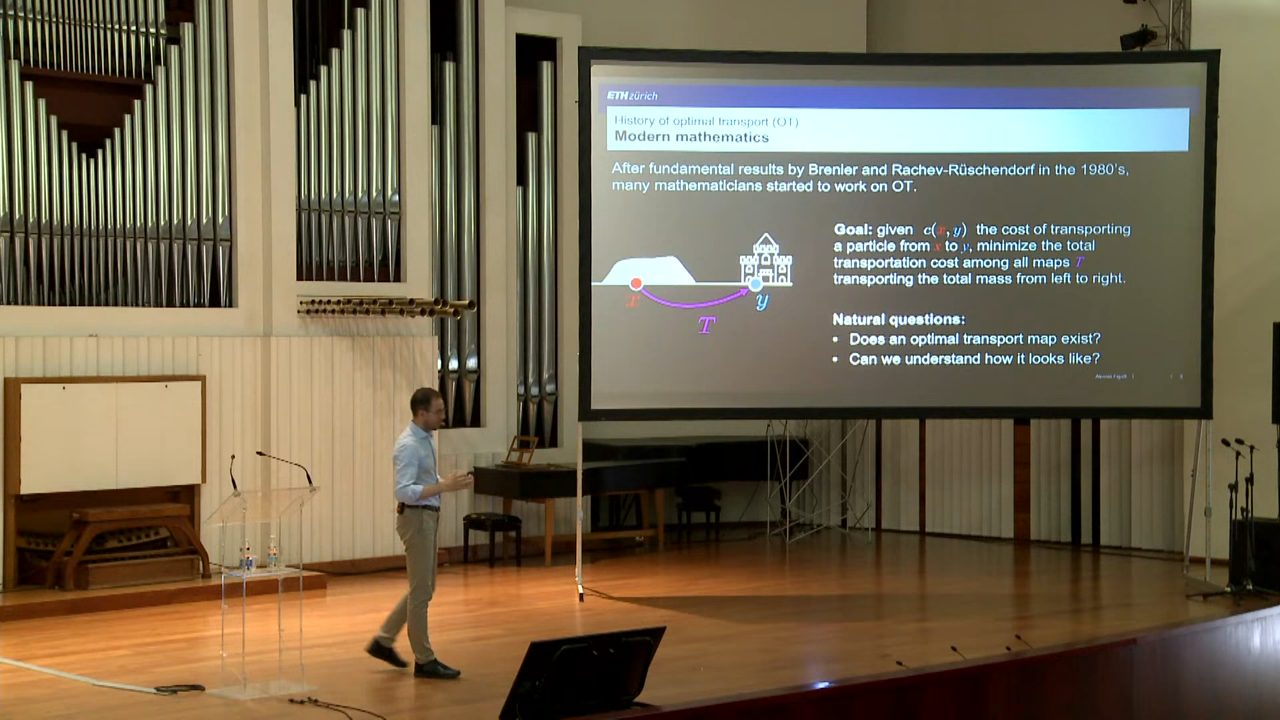 ETH zürich
History of optimal transport (OT)
Modern mathematics
After fundamental results by Brenier and Rachev-Rüschendorf in the 1980's,
many mathematicians started to work on OT.
Goal: given c(x, y) the cost of transporting
a particle from x to y, minimize the total
transportation cost among all maps T
transporting the total mass from left to right.
x
y
T
Natural questions:
• Does an optimal transport map exist?
• Can we understand how it looks like?